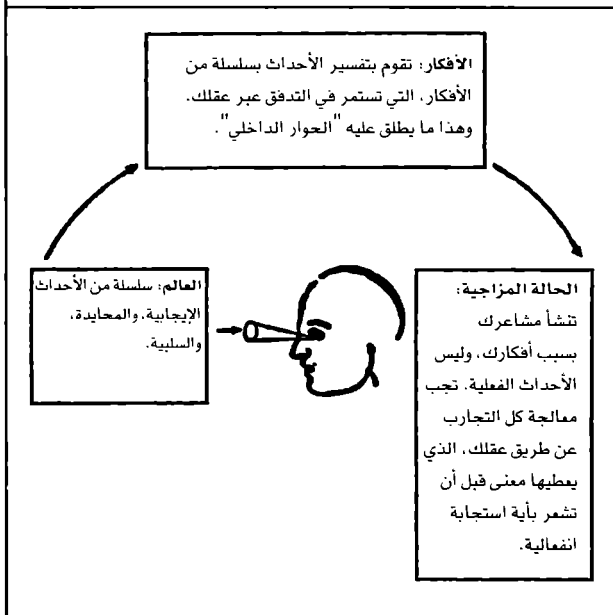 الأفكار: تقوم بتفسير الأحداث بسلسلة من
الأفكار، التي تستمر في التدفق عبر عقلك.
وهذا ما يطلق عليه "الحوار الداخلي".
العالم: سلسلة من الأحداث
الإيجابية، والمحايدة،
والسلبية.
الحالة المزاجية:
تنشأ مشاعرك
بسبب أفكارك، وليس
الأحداث الفعلية. تجب
معالجة كل التجارب
عن طريق عقلك، الذي
يعطيها معنى قبل أن
تشعر بأية استجابة
انفعالية.